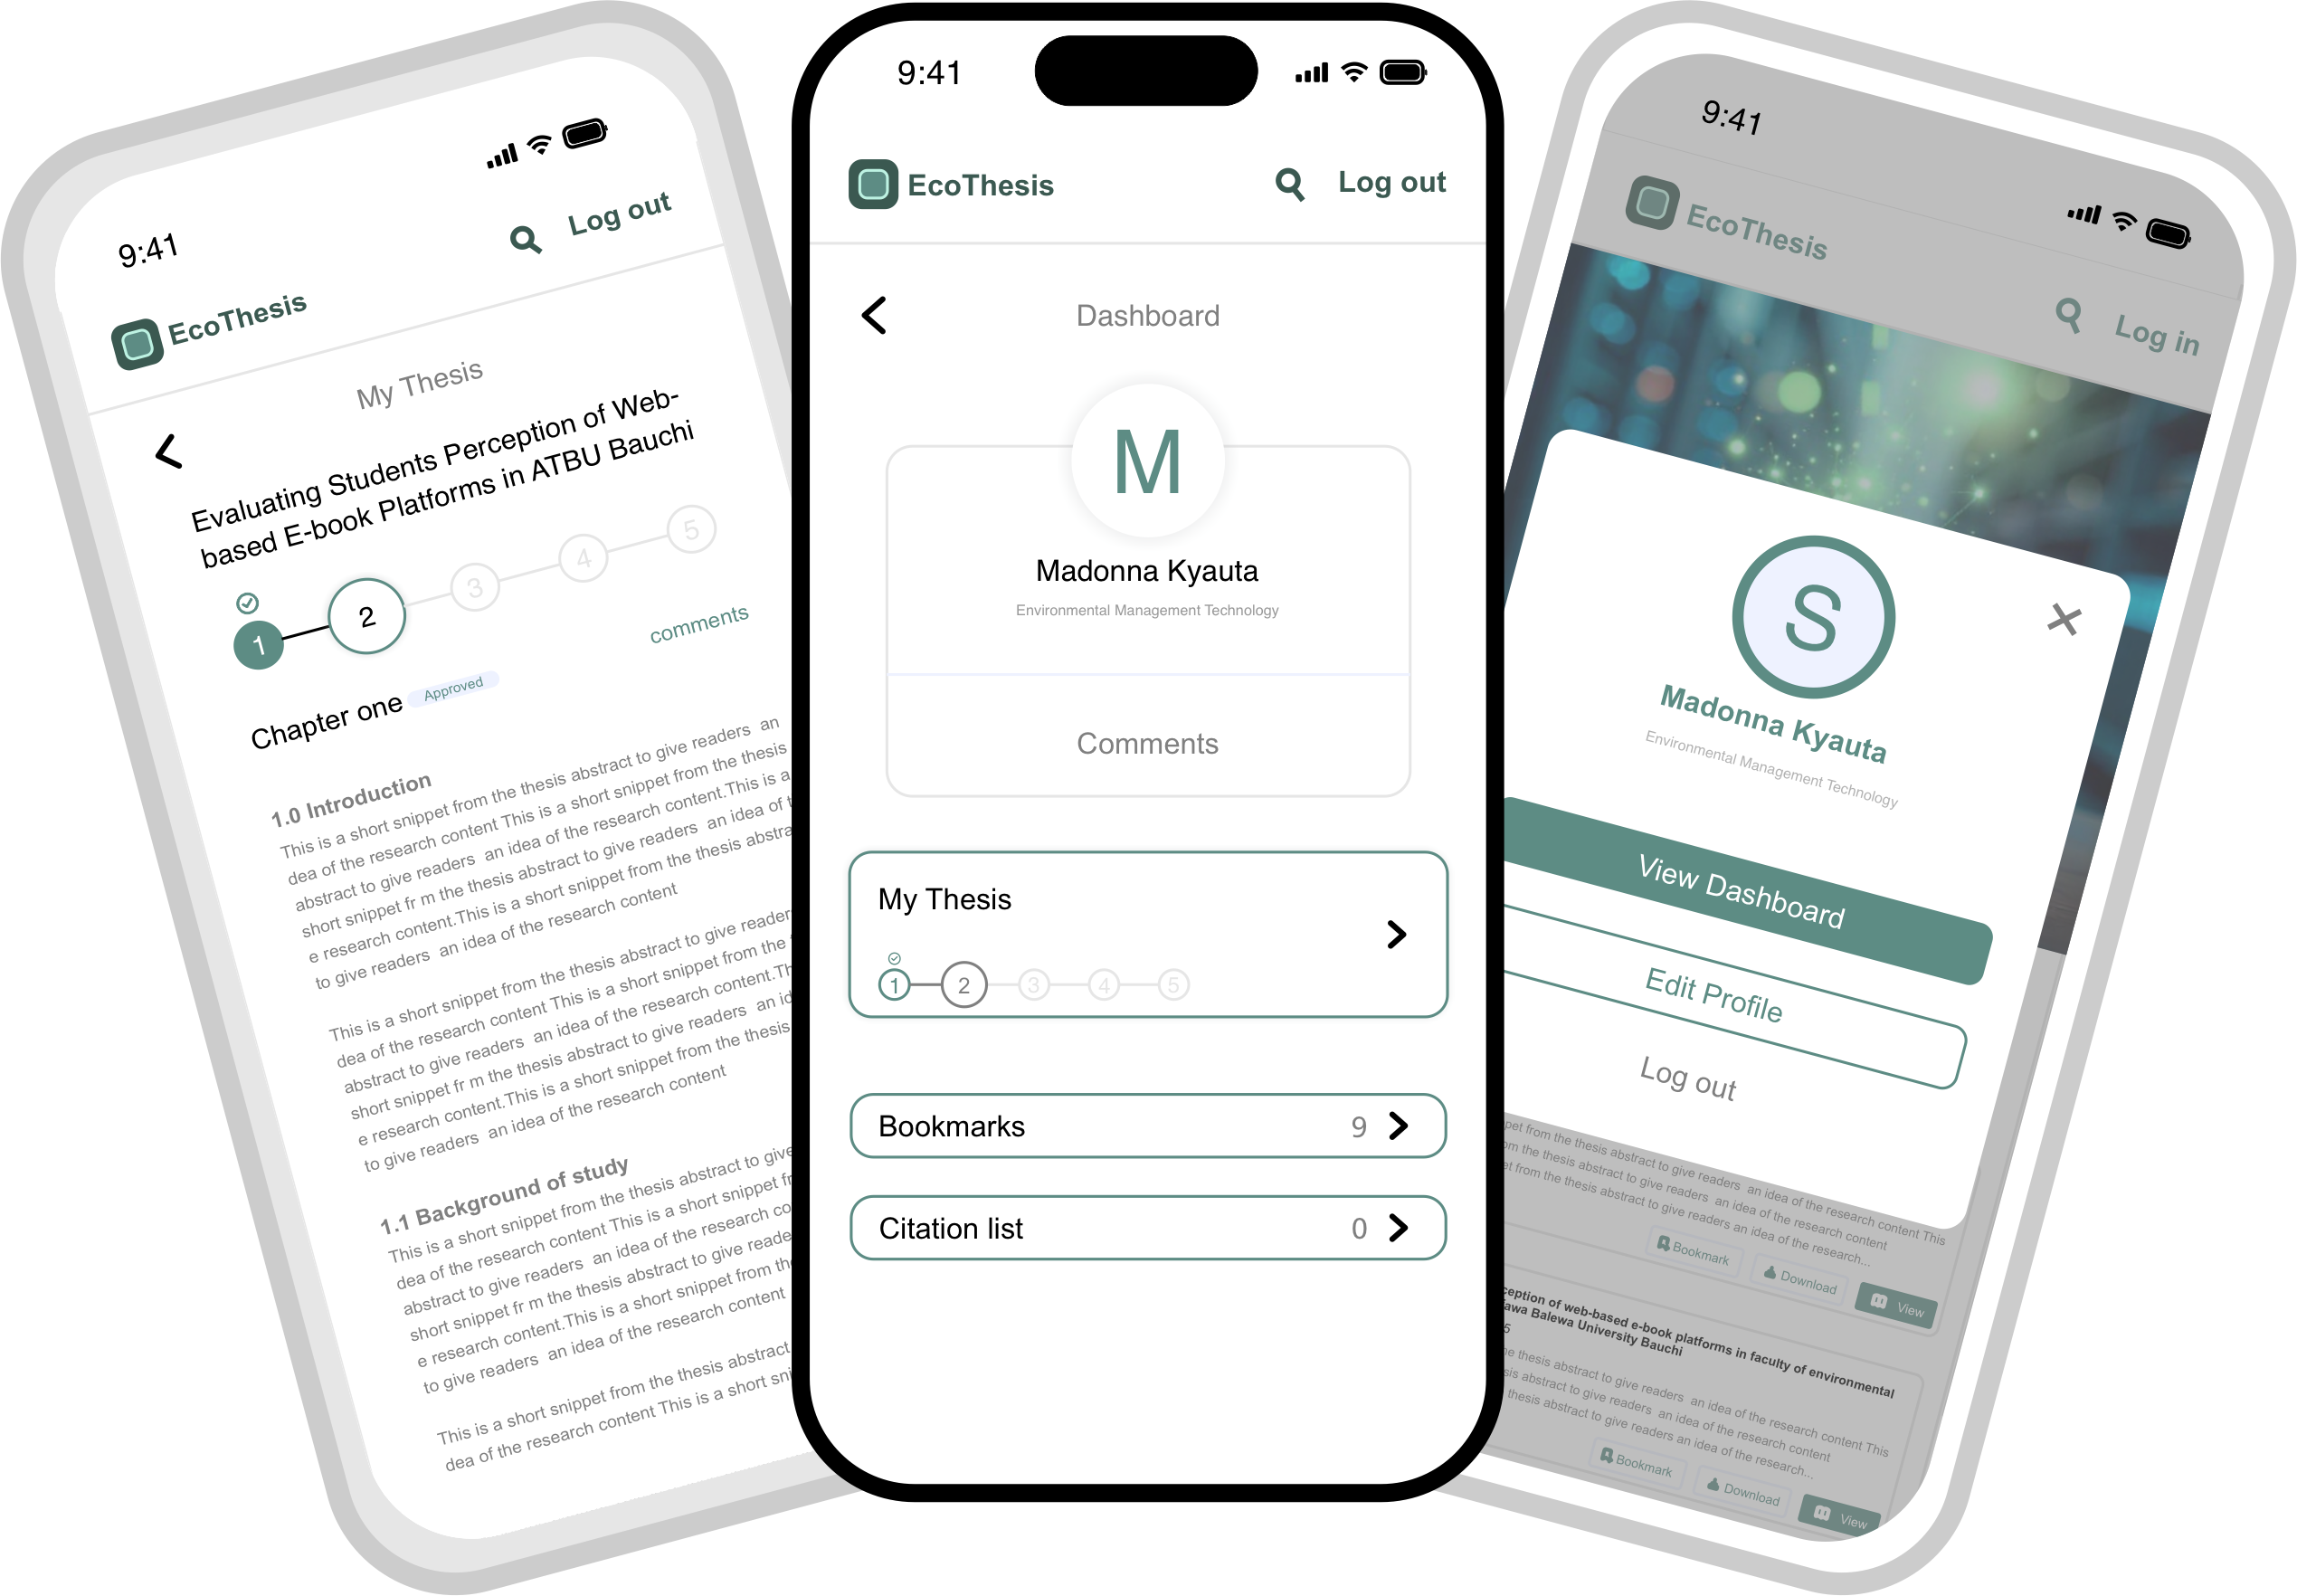 9:41
EcoThesis
Log out
My Thesis
Evaluating Students Perception of Web-
based E-book Platforms in ATBU Bauchi
1
2
3
4
5
comments
Chapter one
Approved
1.0 Introduction
This is a short snippet from the thesis abstract to give readers an
dea of the research content This is a short snippet from the thesis
abstract to give readers an idea of the research content.This is a
short snippet fr m the thesis abstract to give readers an idea of
e research content.This is a short snippet from the thesis
to give readers an idea of the research content
This is a short snippet from the thesis abstract to give
dea of the research content This is a short snippet from the
abstract to give readers an idea of the research
short snippet fr m the thesis abstract to give readers an
e research content.This is a short snippet from the thesis
to give readers an idea of the research content
1.1 Background of study
This is a short snippet from the thesis abstract to give
dea of the research content This is a short snippet
abstract to give readers an idea of the research
short snippet fr m the thesis abstract to give
e research content.This is a short snippet from
to give readers an idea of the research content
This is a short snippet from the thesis abstract
dea of the research content This is a short
9:41
EcoThesis
Log out
Dashboard
M
Madonna Kyauta
Environmental Management Technology
Comments
My Thesis
1 2 3 4 5
Bookmarks 9
Citation list 0
9:41
EcoThesis
Log in
S
Madonna Kyauta
Environmental Management Technology
View Dashboard
Edit Profile
Log out
from the thesis abstract to give readers an idea of the research content This
the thesis abstract to give readers an idea of the research content
from the thesis abstract to give readers an idea of the research...
Bookmark
Download
View
of web-based e-book platforms in faculty of environmental
Balewa University Bauchi
5
thesis abstract to give readers an idea of the research content This
abstract to give readers an idea of the research content
thesis abstract to give readers an idea of the research...
Bookmark
Download
View